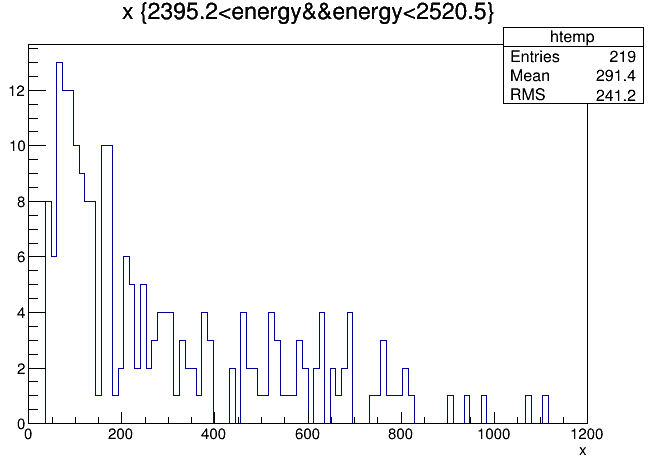 x {2395.2<energy&&energy<2520.5}
htemp
Entries 219
Mean 291.4
RMS 241.2
12
10
8
6
4
2
0
0 200 400 600 800 1000 1200
x